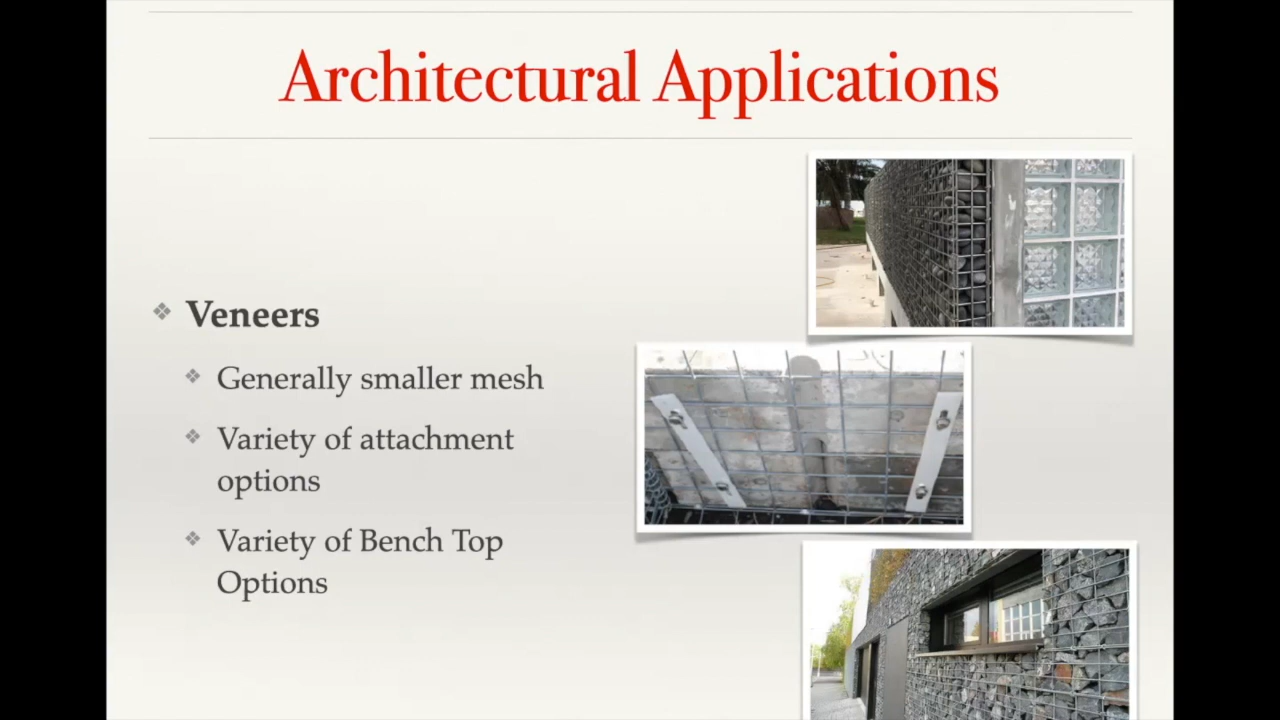 Architectural Applications
Veneers
Generally smaller mesh
Variety of attachment
options
Variety of Bench Top
Options